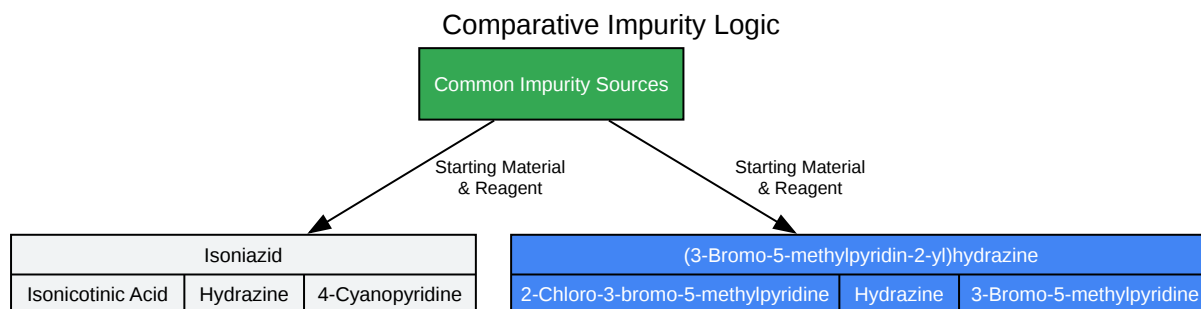 Comparative Impurity Logic
Common Impurity Sources
Starting Material
& Reagent
Starting Material
& Reagent
Isoniazid
Isonicotinic Acid
Hydrazine
4-Cyanopyridine
(3-Bromo-5-methylpyridin-2-yl)hydrazine
2-Chloro-3-bromo-5-methylpyridine
Hydrazine
3-Bromo-5-methylpyridine